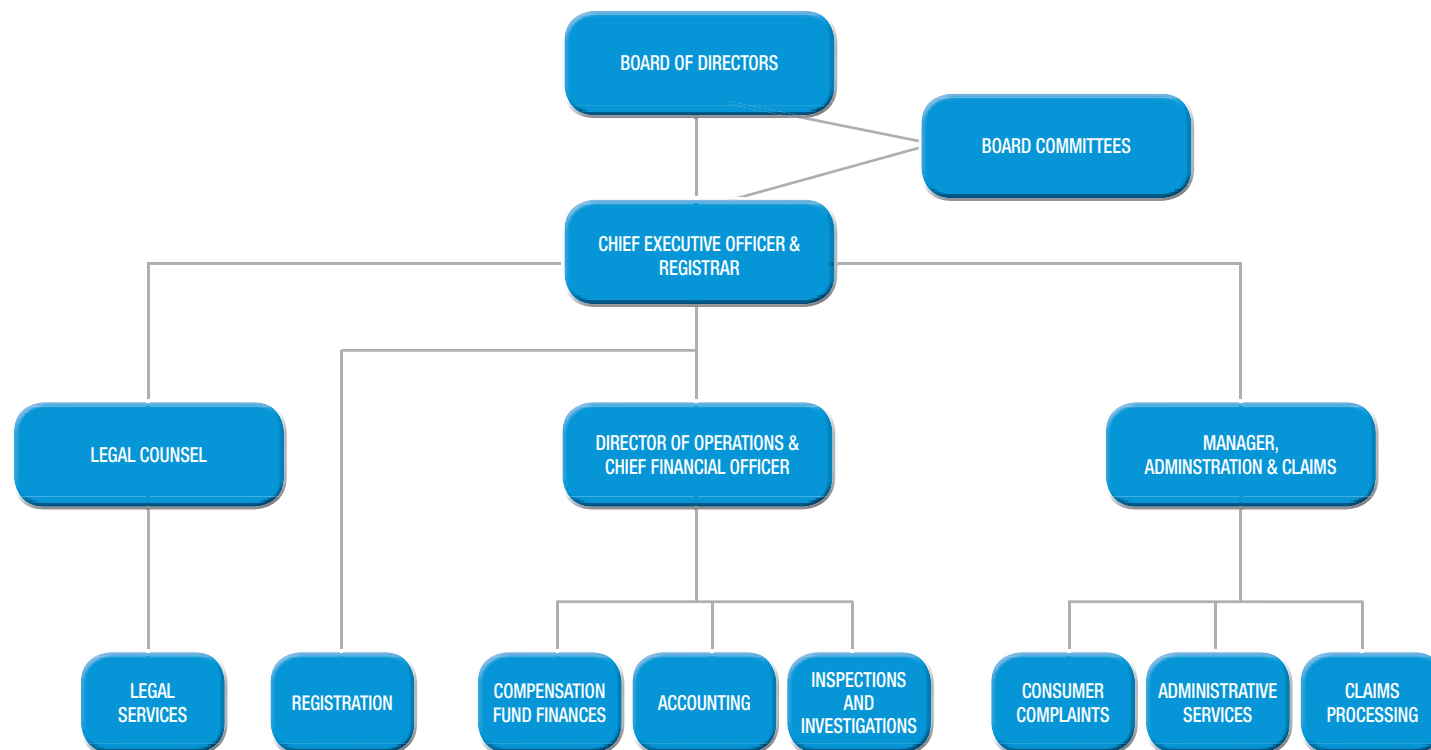 BOARD OF DIRECTORS
BOARD COMMITTEES
CHIEF EXECUTIVE OFFICER &
REGISTRAR
LEGAL COUNSEL
DIRECTOR OF OPERATIONS &
CHIEF FINANCIAL OFFICER
MANAGER,
ADMINSTRATION & CLAIMS
LEGAL
SERVICES
REGISTRATION
COMPENSATION
FUND FINANCES
ACCOUNTING
INSPECTIONS
AND
INVESTIGATIONS
CONSUMER
COMPLAINTS
ADMINISTRATIVE
SERVICES
CLAIMS
PROCESSING